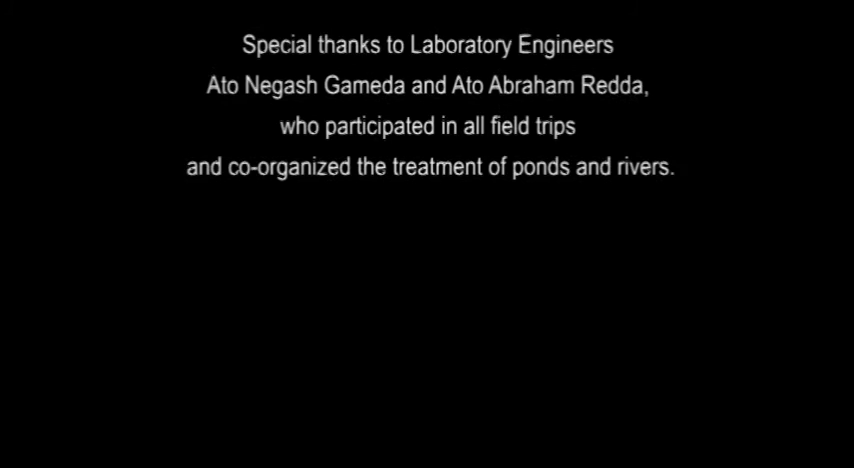 Special thanks to Laboratory Engineers
Ato Negash Gameda and Ato Abraham Redda,
who participated in all field trips
and co-organized the treatment of ponds and rivers.